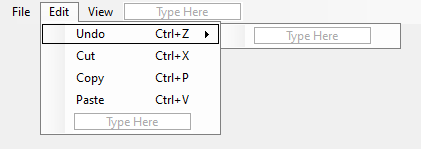 File Edit View Type Here
Undo Ctrl+Z Type Here
Cut Ctrl+X
Copy Ctrl+P
Paste Ctrl+V
Type Here